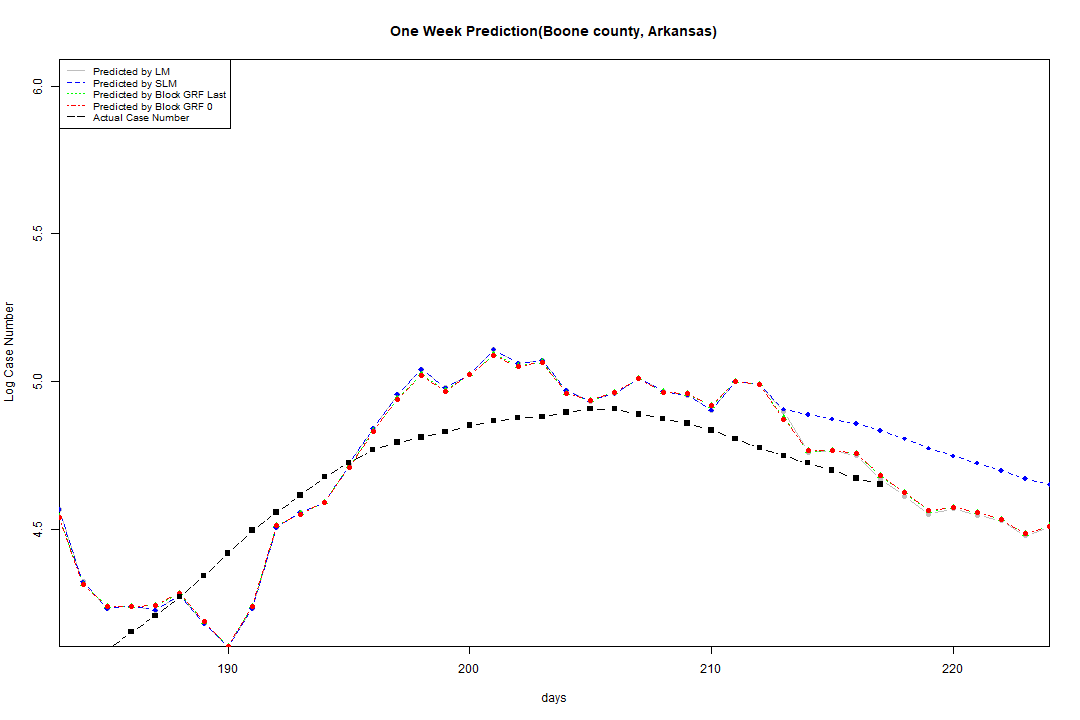 One Week Prediction(Boone county, Arkansas)
Predicted by LM
Predicted by SLM
Predicted by Block GRF Last
Predicted by Block GRF 0
Actual Case Number
6.0
5.5
5.0
4.5
Log Case Number
190 200 210 220
days